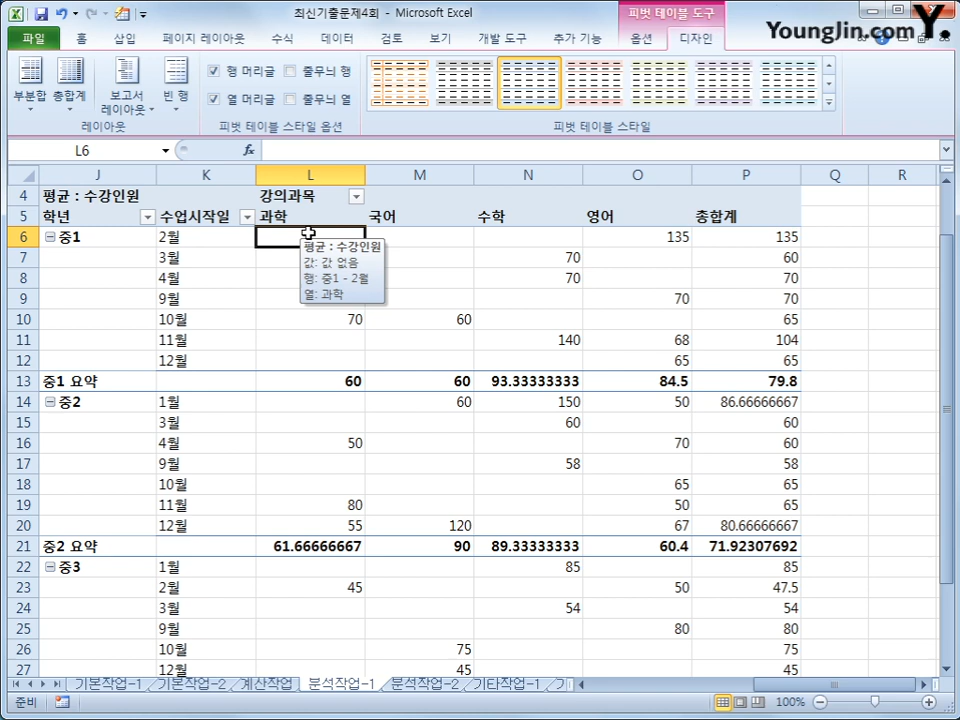 최신기출문제4회 - Microsoft Excel
피벗 테이블 도구
Younglin.com
Y.
파일 홈 삽입 페이지 레이아웃 수식 데이터 검토 보기 개발 도구 추가 기능 옵션 디자인
부분합 총합계 보고서 레이아웃 빈 행
레이아웃
행 머리글 줄무늬 행
열 머리글 줄무늬 열
피벗 테이블 스타일 옵션
피벗 테이블 스타일
L6 fx
J K L M N O P Q R
4 평균 : 수강인원 강의과목
5 학년 수업시작일 과학 국어 수학 영어 총합계
6 중1 2월 135 135
7 3월 70 60
8 4월 70 70
9 9월 70 70
10 10월 70 60 65
11 11월 140 68 104
12 12월 65 65
평균 : 수강인원
값: 값 없음
행: 중1 - 2월
열: 과학
13 중1 요약 60 60 93.33333333 84.5 79.8
14 중2 1월 60 150 50 86.66666667
15 3월 60 60
16 4월 50 70 60
17 9월 58 58
18 10월 65 65
19 11월 80 50 65
20 12월 55 120 67 80.66666667
21 중2 요약 61.66666667 90 89.33333333 60.4 71.92307692
22 중3 1월 85 85
23 2월 45 50 47.5
24 3월 54 54
25 9월 80 80
26 10월 75 75
27 12월 45 45
기본작업-1 기본작업-2 계산작업 분석작업-1 분석작업-2 기타작업-1 기
준비 100%